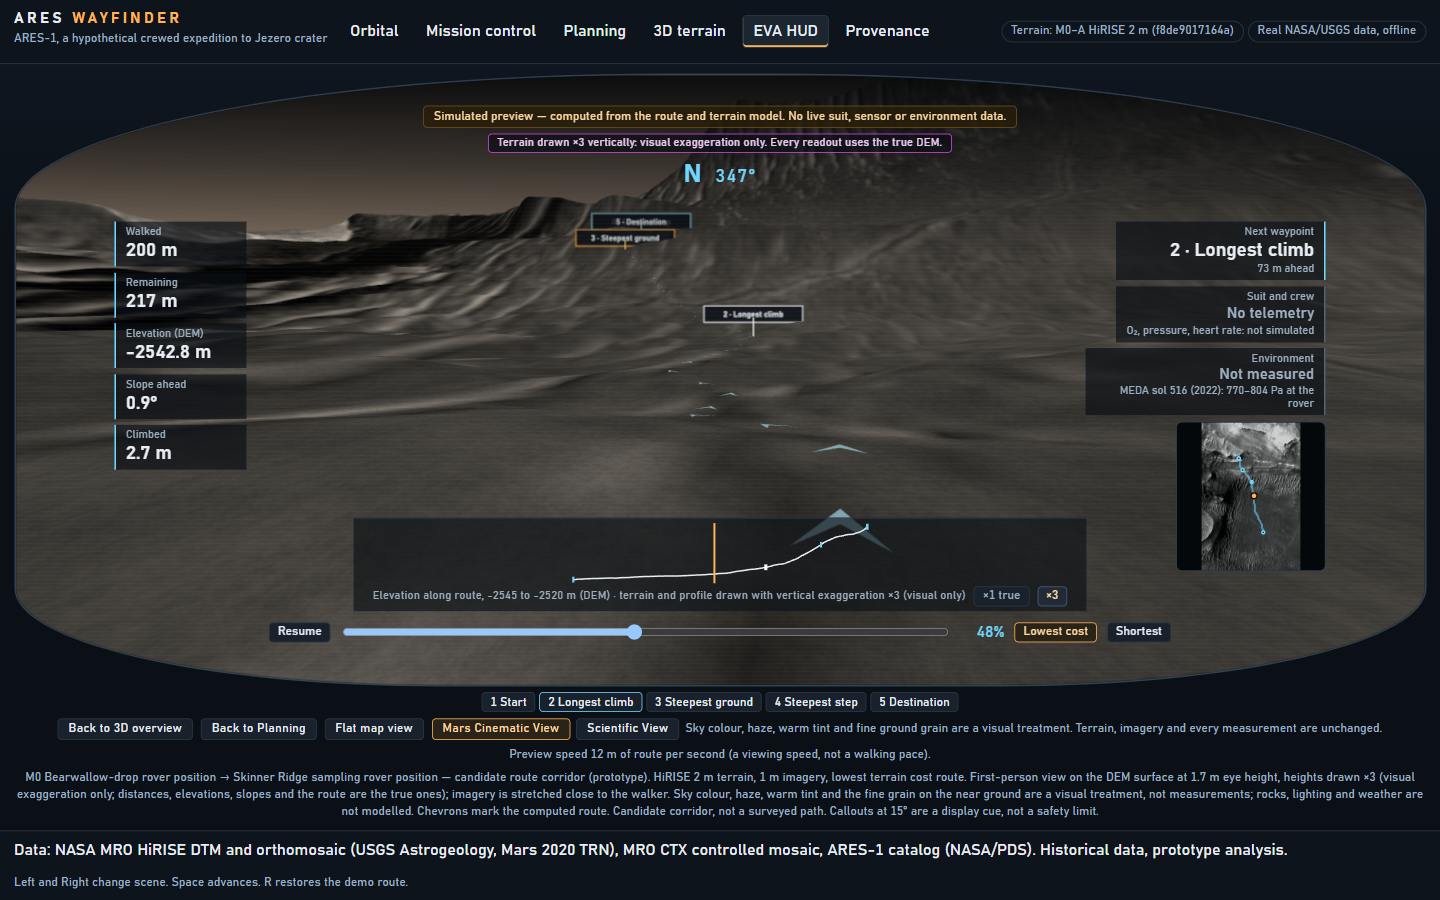 ARES WAYFINDER
ARES-1, a hypothetical crewed expedition to Jezero crater
Orbital
Mission control
Planning
3D terrain
EVA HUD
Provenance
Terrain: M0-A HiRISE 2 m (f8de9017164a)
Real NASA/USGS data, offline
Simulated preview — computed from the route and terrain model. No live suit, sensor or environment data.
Terrain drawn ×3 vertically: visual exaggeration only. Every readout uses the true DEM.
N 347°
5 · Destination
3 · Steepest ground
2 · Longest climb
Walked
200 m
Remaining
217 m
Elevation (DEM)
-2542.8 m
Slope ahead
0.9°
Climbed
2.7 m
Next waypoint
2 · Longest climb
73 m ahead
Suit and crew
No telemetry
O₂, pressure, heart rate: not simulated
Environment
Not measured
MEDA sol 516 (2022): 770–804 Pa at the
rover
Elevation along route, -2545 to -2520 m (DEM) · terrain and profile drawn with vertical exaggeration ×3 (visual only)
×1 true
×3
Resume
48%
Lowest cost
Shortest
1 Start
2 Longest climb
3 Steepest ground
4 Steepest step
5 Destination
Back to 3D overview
Back to Planning
Flat map view
Mars Cinematic View
Scientific View
Sky colour, haze, warm tint and fine ground grain are a visual treatment. Terrain, imagery and every measurement are unchanged.
Preview speed 12 m of route per second (a viewing speed, not a walking pace).
M0 Bearwallow-drop rover position → Skinner Ridge sampling rover position — candidate route corridor (prototype). HiRISE 2 m terrain, 1 m imagery, lowest terrain cost route. First-person view on the DEM surface at 1.7 m eye height, heights drawn ×3 (visual
exaggeration only; distances, elevations, slopes and the route are the true ones); imagery is stretched close to the walker. Sky colour, haze, warm tint and the fine grain on the near ground are a visual treatment, not measurements; rocks, lighting and weather are
not modelled. Chevrons mark the computed route. Candidate corridor, not a surveyed path. Callouts at 15° are a display cue, not a safety limit.
Data: NASA MRO HiRISE DTM and orthomosaic (USGS Astrogeology, Mars 2020 TRN), MRO CTX controlled mosaic, ARES-1 catalog (NASA/PDS). Historical data, prototype analysis.
Left and Right change scene. Space advances. R restores the demo route.